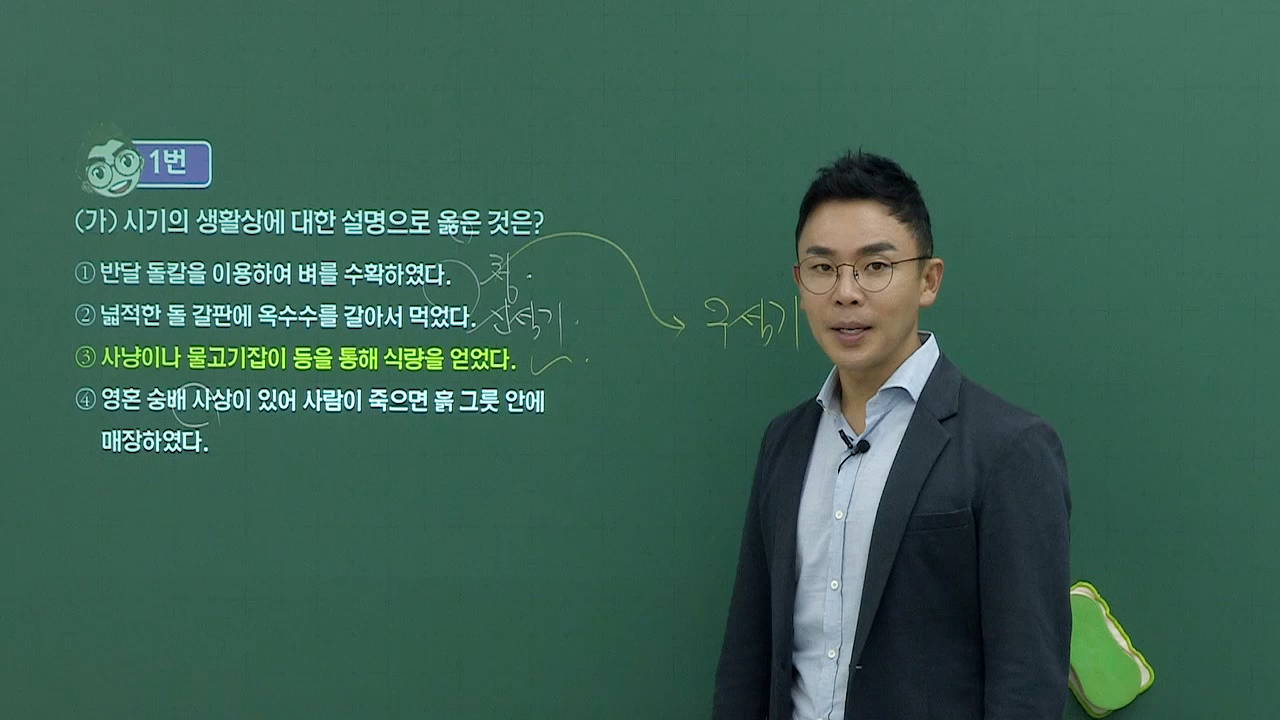 1번
(가) 시기의 생활상에 대한 설명으로 옳은 것은?
① 반달 돌칼을 이용하여 벼를 수확하였다. 청.
② 넓적한 돌 갈판에 옥수수를 갈아서 먹었다. 신석기.
구석기
③ 사냥이나 물고기잡이 등을 통해 식량을 얻었다.
④ 영혼 숭배 사상이 있어 사람이 죽으면 흙 그릇 안에
매장하였다.